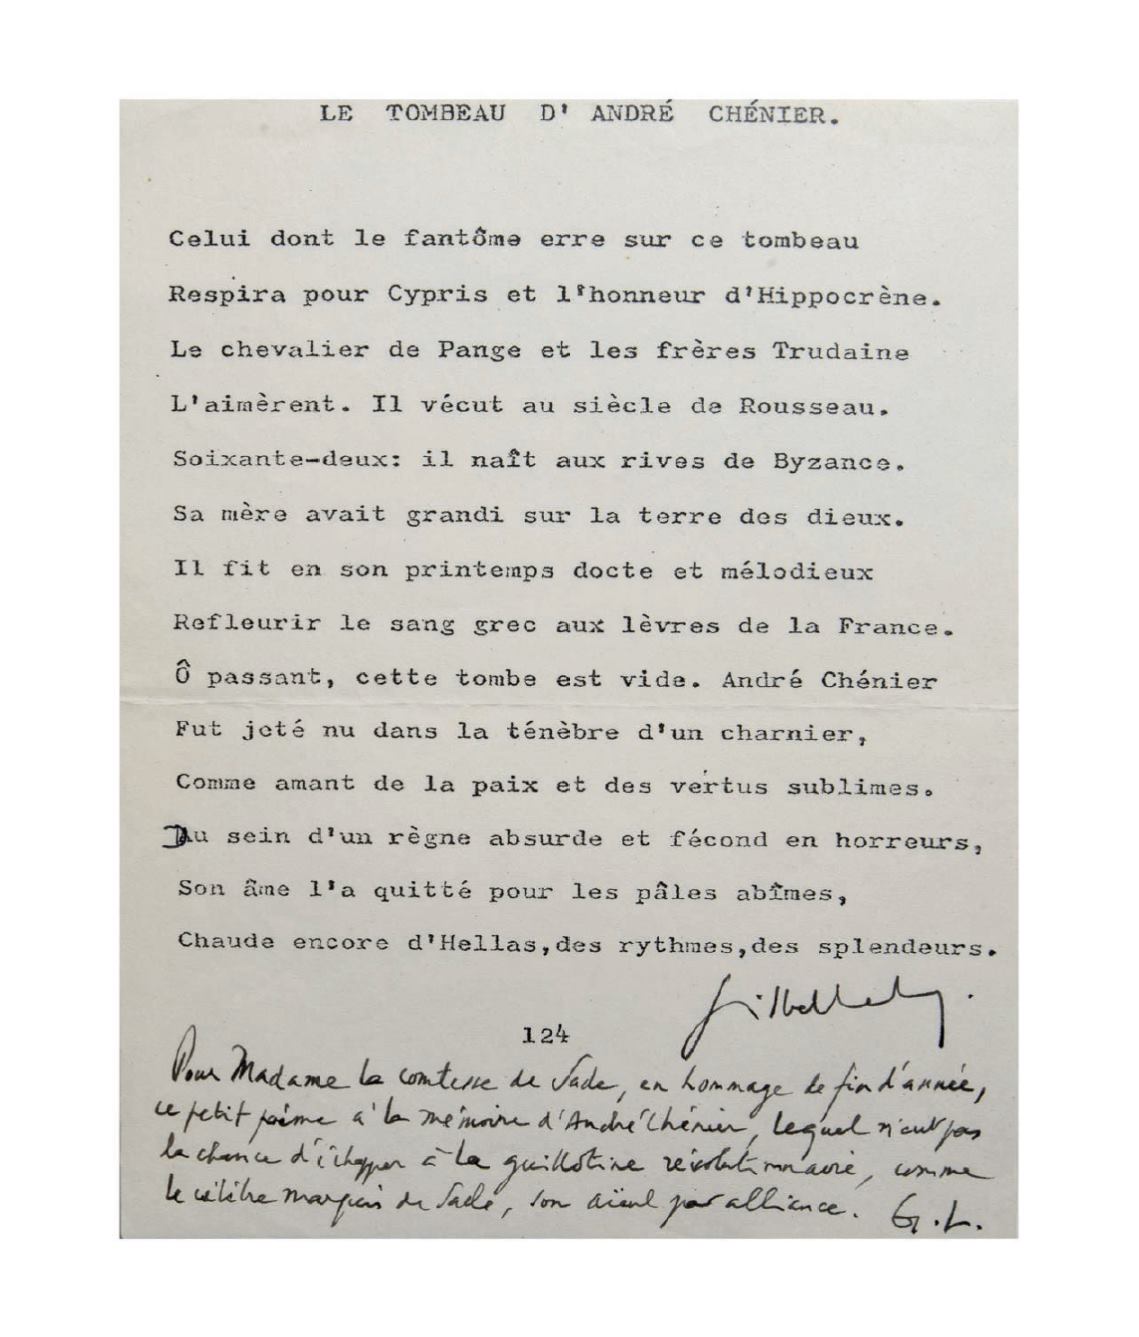 LE TOMBEAU D' ANDRÉ CHÉNIER.
Celui dont le fantôme erre sur ce tombeau
Respira pour Cypris et l'honneur d'Hippocrène.
Le chevalier de Pange et les frères Trudaine
L'aimèrent. Il vécut au siècle de Rousseau.
Soixante-deux: il naît aux rives de Byzance.
Sa mère avait grandi sur la terre des dieux.
Il fit en son printemps docte et mélodieux
Refleurir le sang grec aux lèvres de la France.
Ô passant, cette tombe est vide. André Chénier
Fut jeté nu dans la ténèbre d'un charnier,
Comme amant de la paix et des vertus sublimes.
Du sein d'un règne absurde et fécond en horreurs,
Son âme l'a quitté pour les pâles abîmes,
Chaude encore d'Hellas,des rythmes,des splendeurs.
124
Pour Madame la comtesse de Sade, en hommage de fin d'année,
ce petit poème à la mémoire d'André Chénier, lequel n'eut pas
la chance d'échapper à la guillotine révolutionnaire, comme
le célèbre marquis de Sade, son aïeul par alliance. G.L.